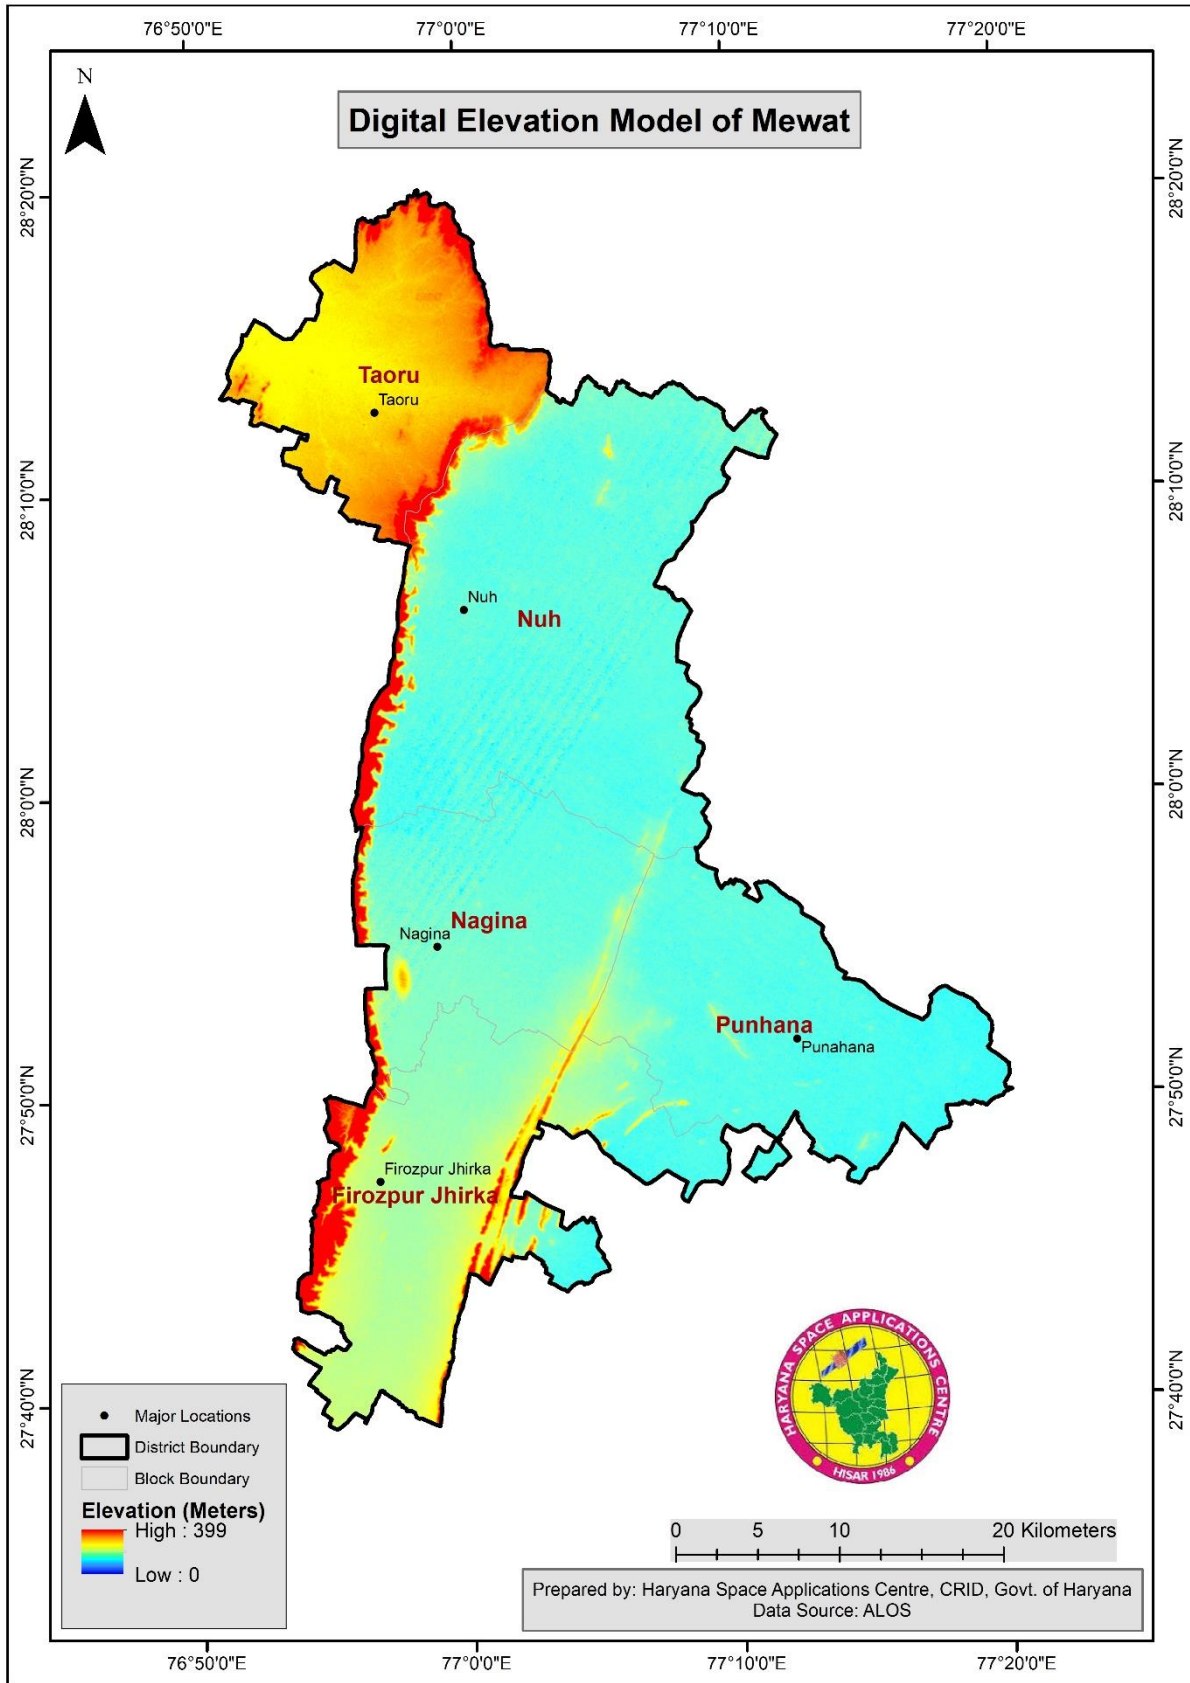 76°50'0"E
77°0'0"E
77°10'0"E
77°20'0"E
N
Digital Elevation Model of Mewat
28°20'0"N
28°20'0"N
Taoru
Taoru
28°10'0"N
28°10'0"N
Nuh
Nuh
28°0'0"N
28°0'0"N
Nagina
Nagina
Punhana
Punahana
27°50'0"N
27°50'0"N
Firozpur Jhirka
Firozpur Jhirka
HARYANA SPACE APPLICATIONS CENTRE
HISAR 1986
27°40'0"N
27°40'0"N
Major Locations
District Boundary
Block Boundary
Elevation (Meters)
High : 399
Low : 0
0 5 10 20 Kilometers
Prepared by: Haryana Space Applications Centre, CRID, Govt. of Haryana
Data Source: ALOS
76°50'0"E
77°0'0"E
77°10'0"E
77°20'0"E